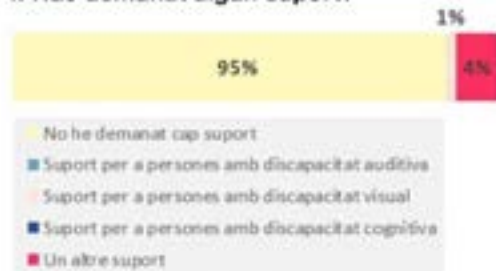 1%
95%
4%
No he demanat cap suport
Suport per a persones amb discapacitat auditiva
Suport per a persones amb discapacitat visual
Suport per a persones amb discapacitat cognitiva
Un altre suport